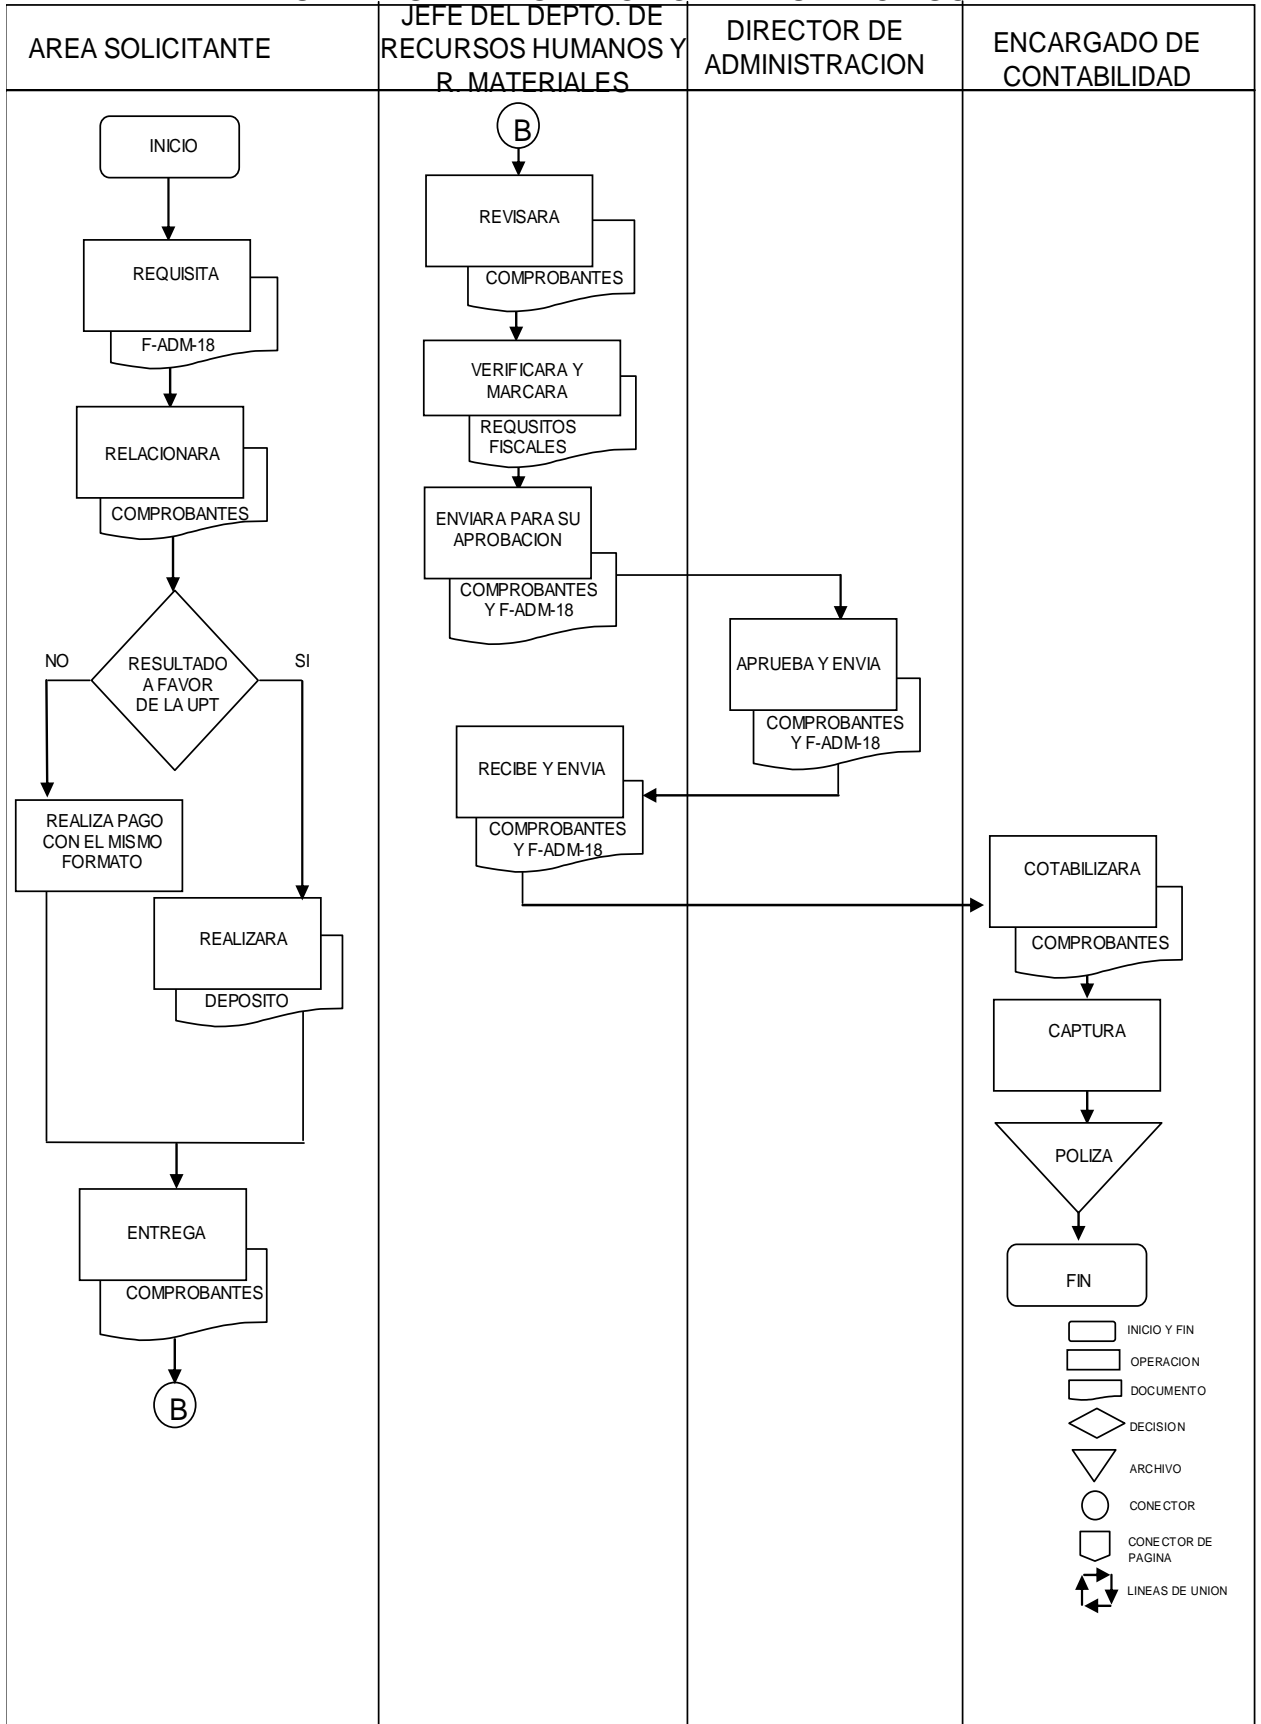 AREA SOLICITANTE
JEFE DEL DEPTO. DE
RECURSOS HUMANOS Y
R. MATERIALES
DIRECTOR DE
ADMINISTRACION
ENCARGADO DE
CONTABILIDAD
INICIO
REQUISITA
F-ADM-18
RELACIONARA
COMPROBANTES
RESULTADO
A FAVOR
DE LA UPT
NO
SI
REALIZA PAGO
CON EL MISMO
FORMATO
REALIZARA
DEPOSITO
ENTREGA
COMPROBANTES
B
B
REVISARA
COMPROBANTES
VERIFICARA Y
MARCARA
REQUSITOS
FISCALES
ENVIARA PARA SU
APROBACION
COMPROBANTES
Y F-ADM-18
APRUEBA Y ENVIA
COMPROBANTES
Y F-ADM-18
RECIBE Y ENVIA
COMPROBANTES
Y F-ADM-18
COTABILIZARA
COMPROBANTES
CAPTURA
POLIZA
FIN
INICIO Y FIN
OPERACION
DOCUMENTO
DECISION
ARCHIVO
CONECTOR
CONECTOR DE
PAGINA
LINEAS DE UNION